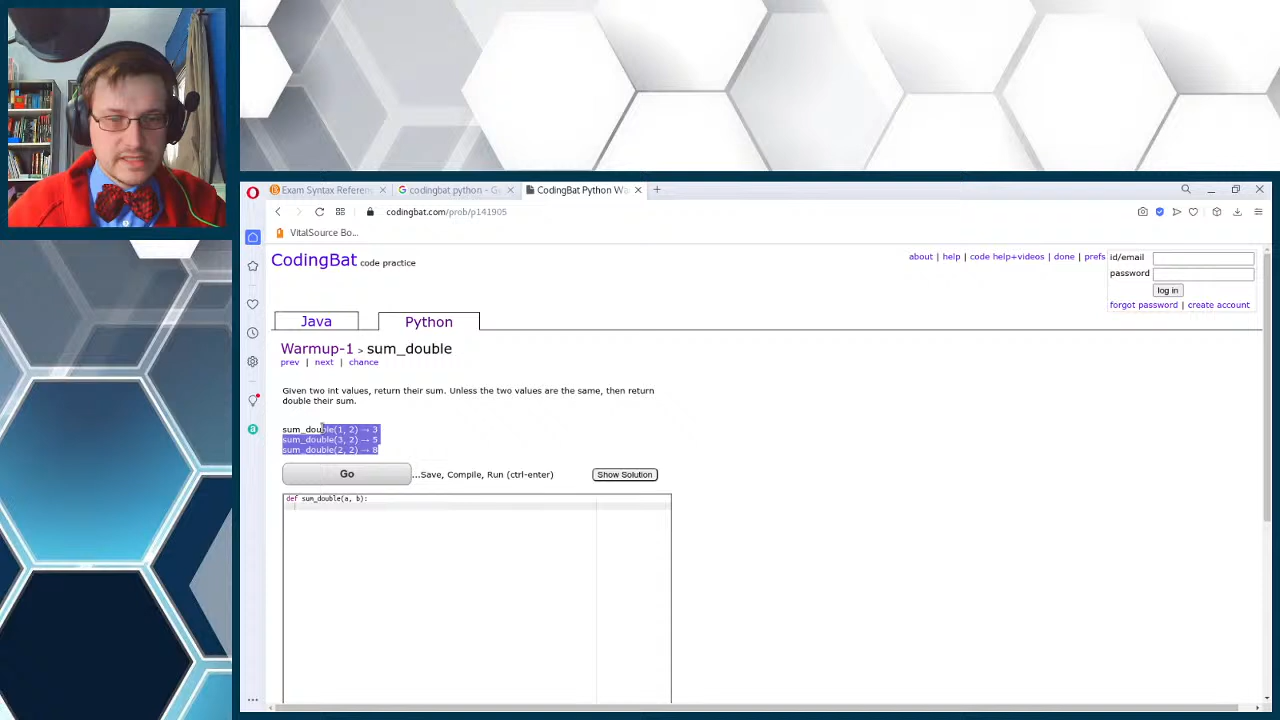 Exam Syntax Referen
codingbat python - G
CodingBat Python Wa
codingbat.com/prob/p141905
VitalSource Bo...
CodingBat code practice
about | help | code help+videos | done | prefs
id/email
password
log in
forgot password | create account
Java
Python
Warmup-1 > sum_double
prev | next | chance
Given two int values, return their sum. Unless the two values are the same, then return
double their sum.
sum_double(1, 2) → 3
sum_double(3, 2) → 5
sum_double(2, 2) → 8
Go
...Save, Compile, Run (ctrl-enter)
Show Solution
def sum_double(a, b):